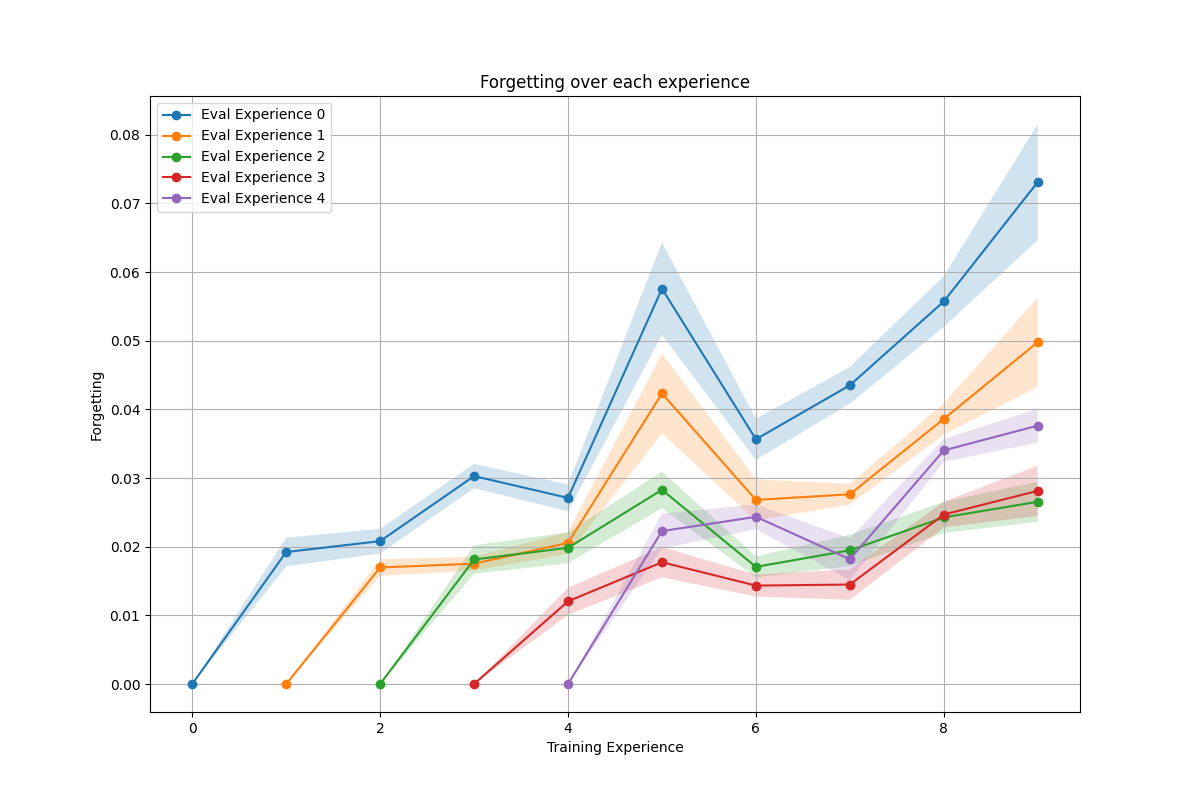 Forgetting over each experience
Eval Experience 0
Eval Experience 1
Eval Experience 2
Eval Experience 3
Eval Experience 4
0.08
0.07
0.06
0.05
0.04
0.03
0.02
0.01
0.00
Forgetting
0 2 4 6 8
Training Experience